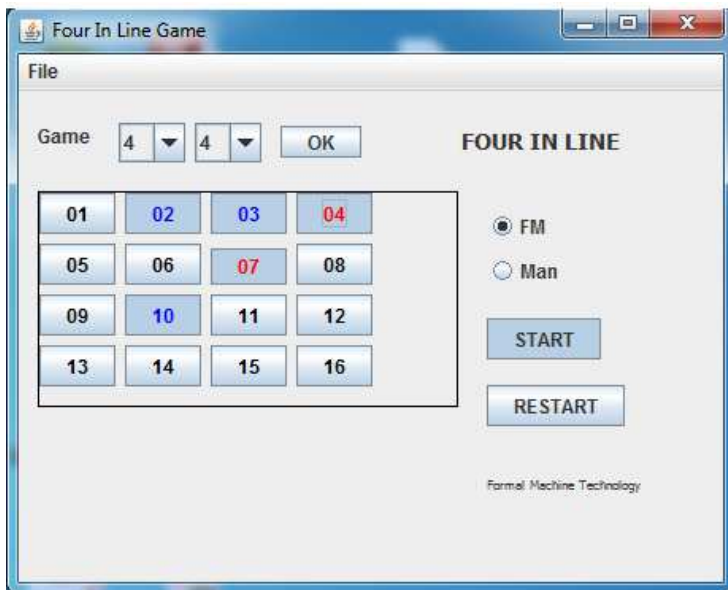 Four In Line Game
File
Game 4 4 OK FOUR IN LINE
01 02 03 04
FM
05 06 07 08
Man
09 10 11 12
START
13 14 15 16
RESTART
Formal Machine Technology